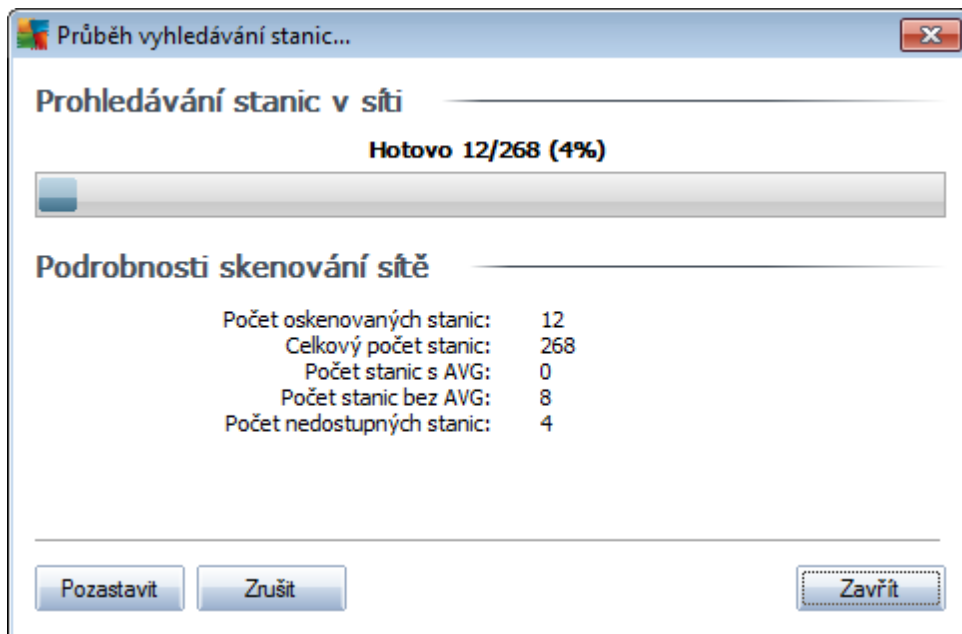 Průběh vyhledávání stanic...
Prohledávání stanic v síti
Hotovo 12/268 (4%)
Podrobnosti skenování sítě
Počet oskenovaných stanic: 12
Celkový počet stanic: 268
Počet stanic s AVG: 0
Počet stanic bez AVG: 8
Počet nedostupných stanic: 4
Pozastavit Zrušit Zavřít